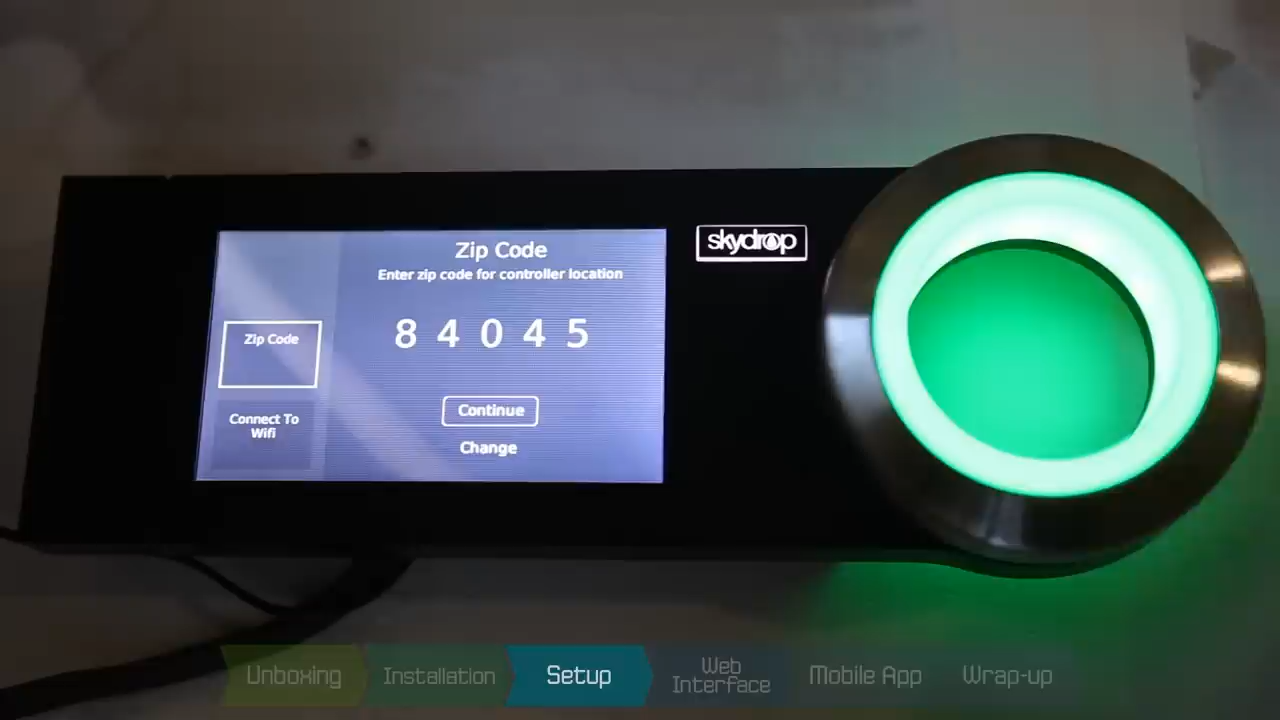 Zip Code
Enter zip code for controller location
8 4 0 4 5
Continue
Change
Zip Code
Connect To
Wifi
skydrop
Unboxing
Installation
Setup
Web
Interface
Mobile App
Wrap-up